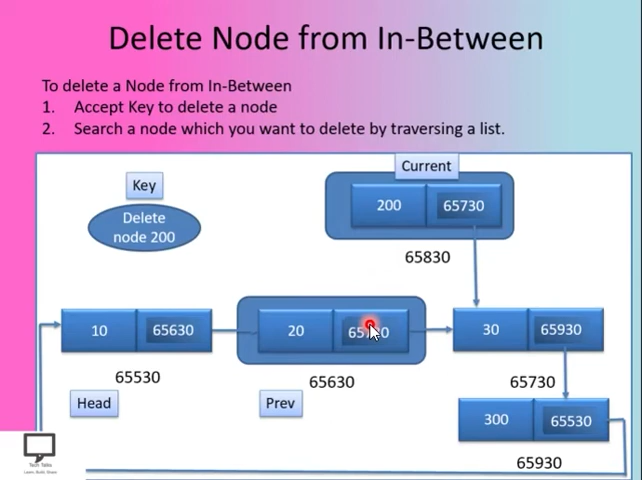 Delete Node from In-Between
To delete a Node from In-Between
1. Accept Key to delete a node
2. Search a node which you want to delete by traversing a list.
Current
Key
200 65730
Delete
node 200
65830
10 65630
20
30 65930
65530
65630
65730
Head
Prev
300 65530
65930
Tech Talks